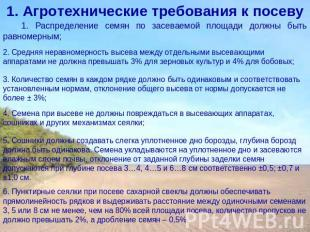 1. Агротехнические требования к посеву
1. Распределение семян по засеваемой площади должны быть
равномерным;
2. Средняя неравномерность высева между отдельными высевающими
аппаратами не должна превышать 3% для зерновых культур и 4% для бобовых;
3. Количество семян в каждом рядке должно быть одинаковым и соответствовать
установленным нормам, отклонение общего высева от нормы допускается не
более ± 3%;
4. Семена при высеве не должны повреждаться в высевающих аппаратах,
сошниках и других механизмах сеялки;
5. Сошники должны создавать слегка уплотненное дно борозды, глубина борозд
должна быть одинакова. Семена укладываются на уплотненное дно и засеваются
влажным слоем почвы, отклонение от заданной глубины заделки семян
допускаются при глубине посева 3…4, 4…5 и 6…8 см соответственно ±0,5; ±0,7 и
±1,0 см.
6. Пунктирные сеялки при посеве сахарной свеклы должны обеспечивать
прямолинейность рядков и выдерживать расстояние между одиночными семенами
3, 5 или 8 см не менее, чем на 80% всей площади посева, количество пропусков не
должно превышать 2%, а дробление семян – 0,5%